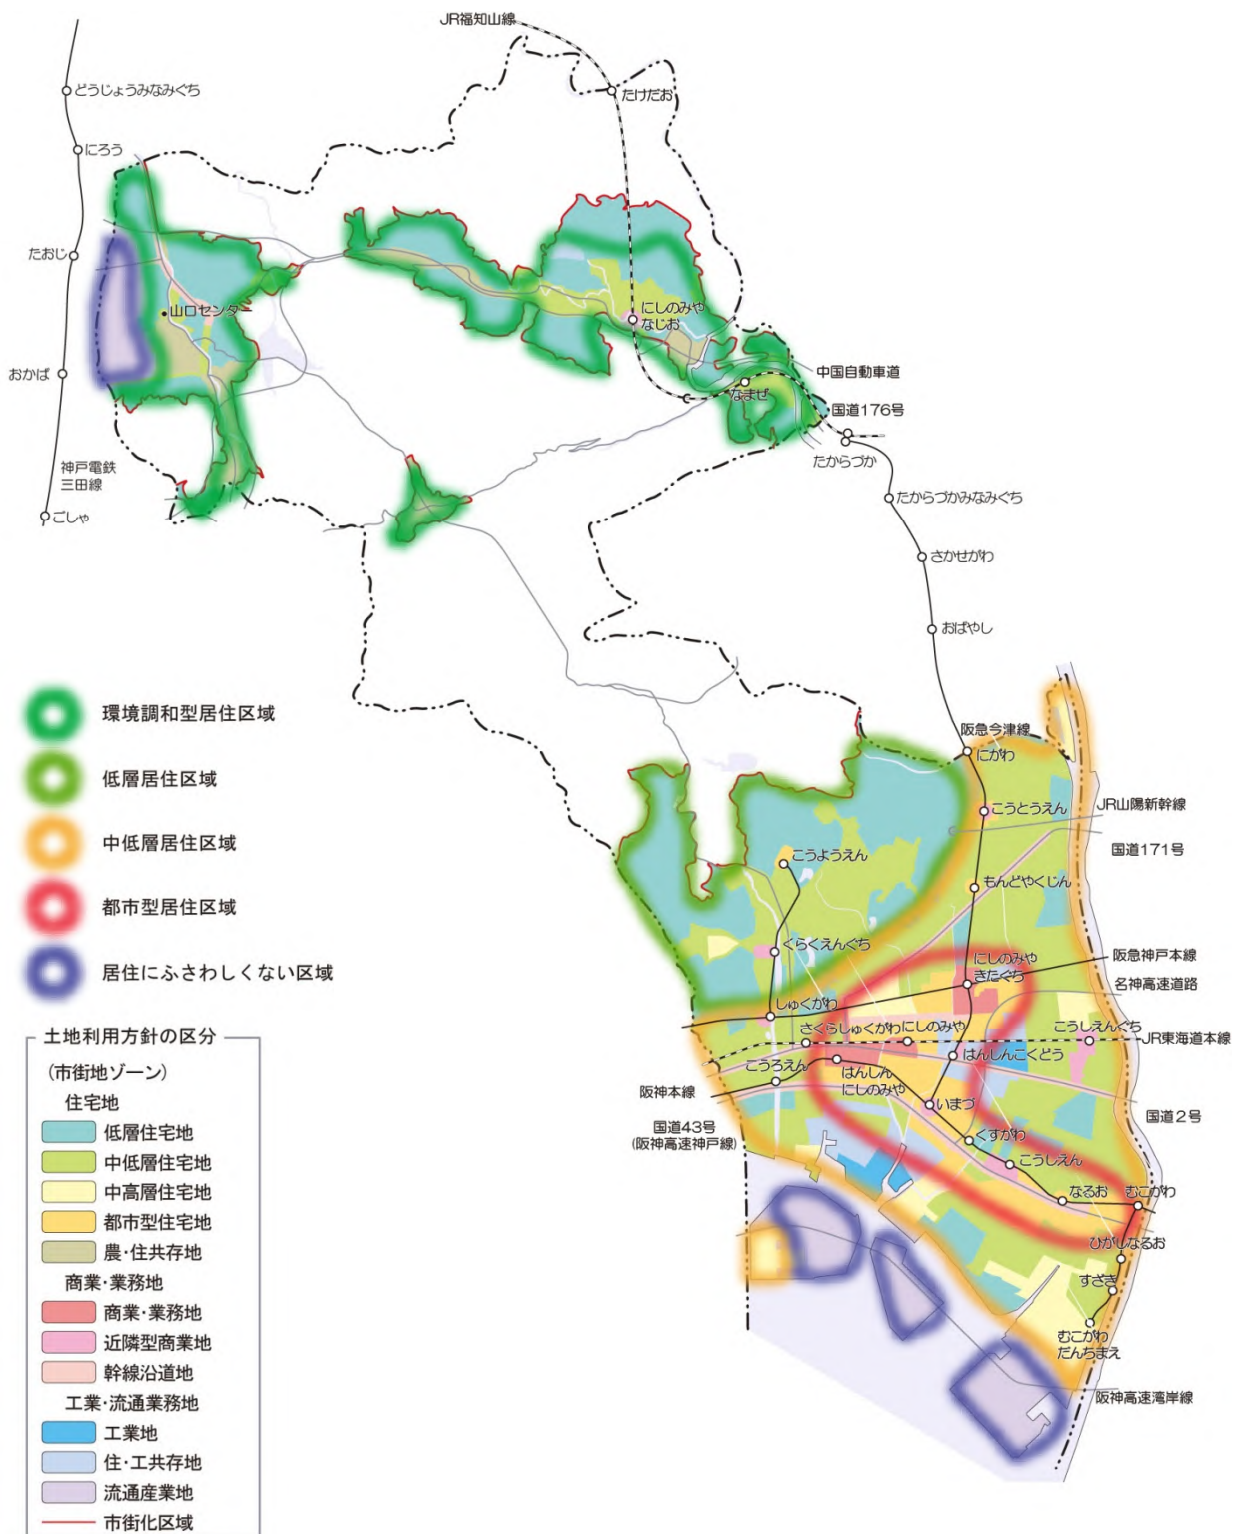 JR福知山線
どうじょうみなみぐち
たけだお
にろう
たおじ
山口センター
にしのみや
なじお
おかば
中国自動車道
なまぜ
国道176号
たからづか
神戸電鉄
三田線
ごしゃ
たからづかみなみぐち
さかせがわ
おばやし
環境調和型居住区域
低層居住区域
中低層居住区域
都市型居住区域
居住にふさわしくない区域
阪急今津線
にがわ
こうとうえん
JR山陽新幹線
国道171号
こうようえん
もんどやくじん
くらくえんぐち
にしのみや
きたぐち
阪急神戸本線
名神高速道路
しゅくがわ
さくらしゅくがわ
にしのみや
こうしえんぐち
JR東海道本線
こうろえん
はんしん
にしのみや
はんしんこくどう
阪神本線
いまづ
国道2号
国道43号
(阪神高速神戸線)
くすがわ
こうしえん
なるお
むこがわ
ひがしなるお
すざき
むこがわ
だんちまえ
阪神高速湾岸線
土地利用方針の区分
(市街地ゾーン)
住宅地
低層住宅地
中低層住宅地
中高層住宅地
都市型住宅地
農・住共存地
商業・業務地
商業・業務地
近隣型商業地
幹線沿道地
工業・流通業務地
工業地
住・工共存地
流通産業地
市街化区域